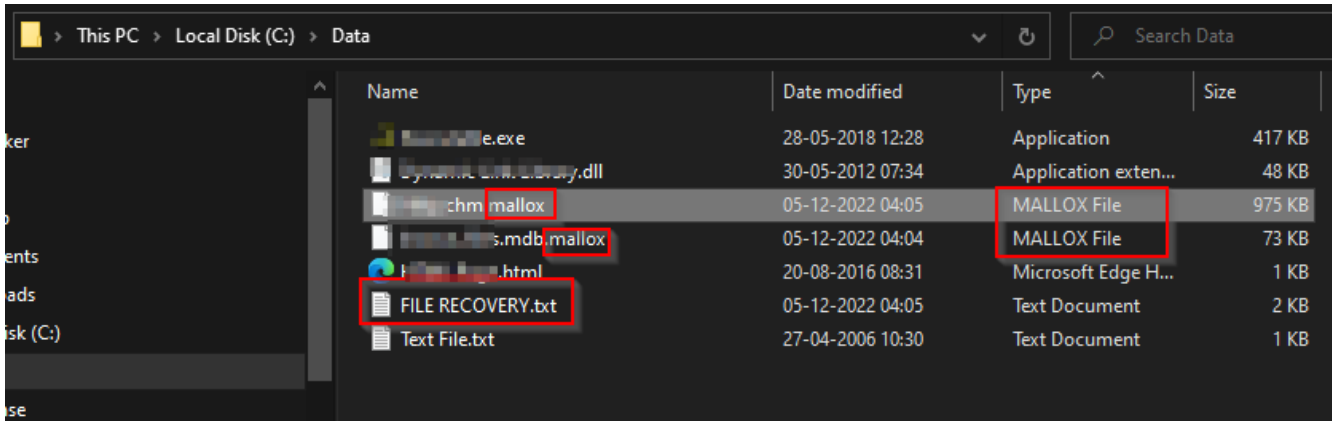 This PC > Local Disk (C:) > Data Search Data
Name Date modified Type Size
e.exe 28-05-2018 12:28 Application 417 KB
.dll 30-05-2012 07:34 Application exten... 48 KB
chm mallox 05-12-2022 04:05 MALLOX File 975 KB
s.mdb.mallox 05-12-2022 04:04 MALLOX File 73 KB
.html 20-08-2016 08:31 Microsoft Edge H... 1 KB
FILE RECOVERY.txt 05-12-2022 04:05 Text Document 2 KB
Text File.txt 27-04-2006 10:30 Text Document 1 KB
ker
ents
ads
isk (C:)
ase